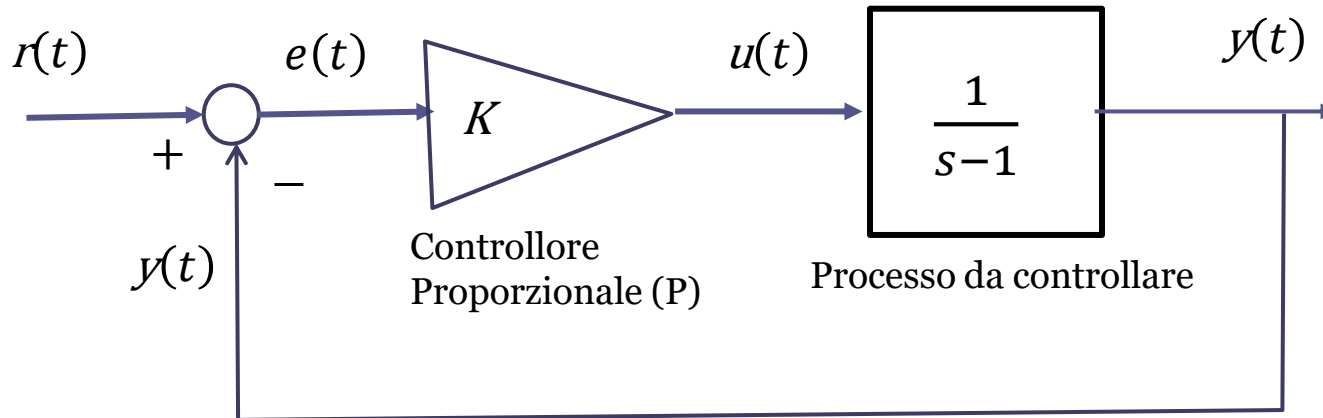 r(t)
e(t)
u(t)
y(t)
K
1
s−1
+
−
y(t)
Controllore
Proporzionale (P)
Processo da controllare